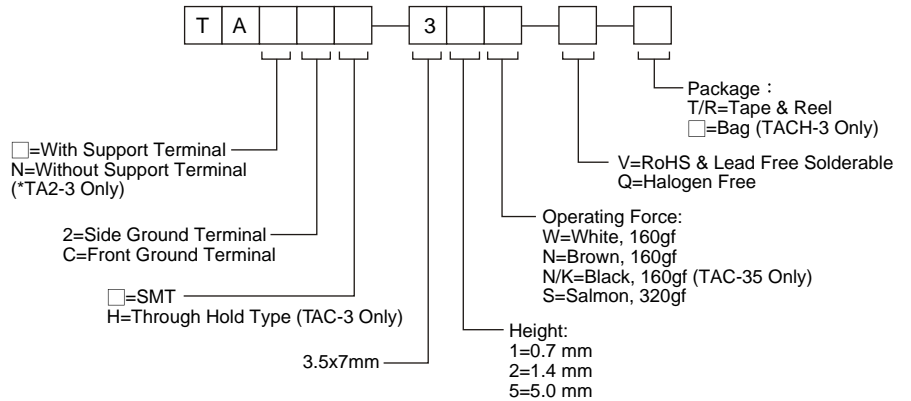 T A □ □ □ - 3 □ □ - □ - □
Package：
T/R=Tape & Reel
□=Bag (TACH-3 Only)
□=With Support Terminal
N=Without Support Terminal
(*TA2-3 Only)
V=RoHS & Lead Free Solderable
Q=Halogen Free
2=Side Ground Terminal
C=Front Ground Terminal
Operating Force:
W=White, 160gf
N=Brown, 160gf
N/K=Black, 160gf (TAC-35 Only)
S=Salmon, 320gf
□=SMT
H=Through Hold Type (TAC-3 Only)
3.5x7mm
Height:
1=0.7 mm
2=1.4 mm
5=5.0 mm